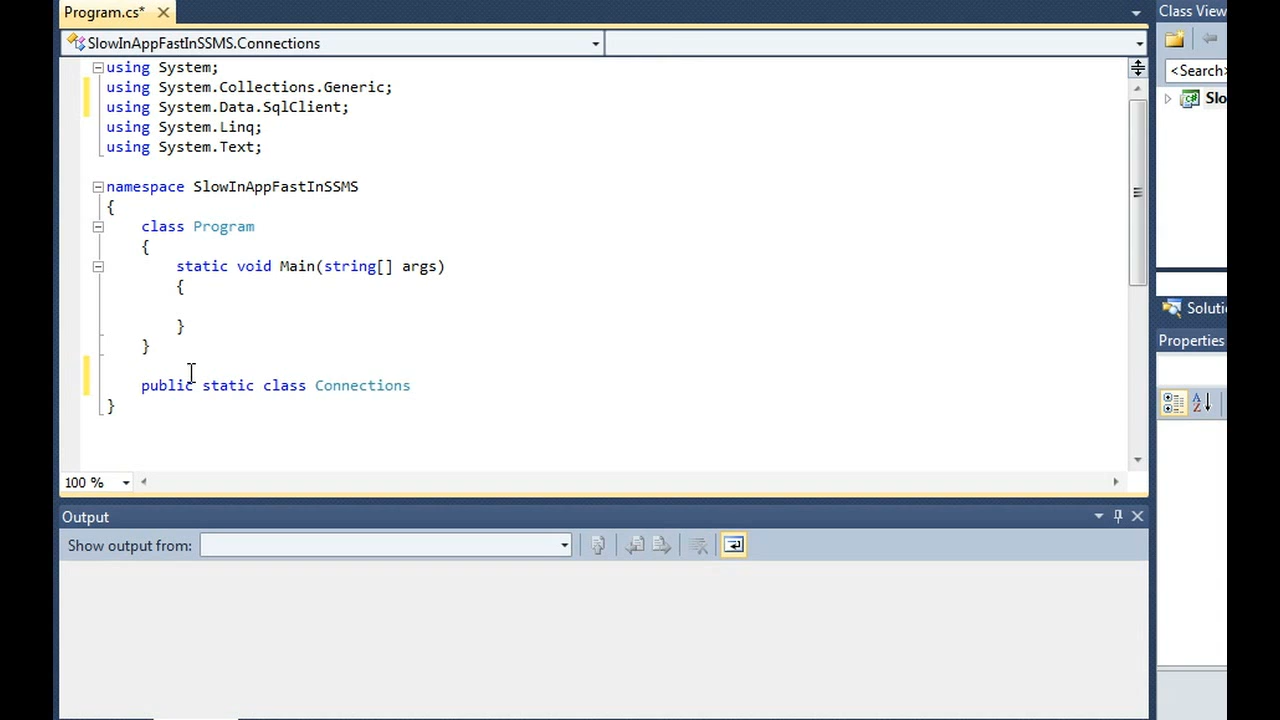 Program.cs*
Class View
SlowInAppFastInSSMS.Connections
<Search>
using System;
using System.Collections.Generic;
using System.Data.SqlClient;
using System.Linq;
using System.Text;
Slo
namespace SlowInAppFastInSSMS
{
class Program
{
static void Main(string[] args)
{
}
}
public static class Connections
}
Soluti
Properties
100 %
Output
Show output from: